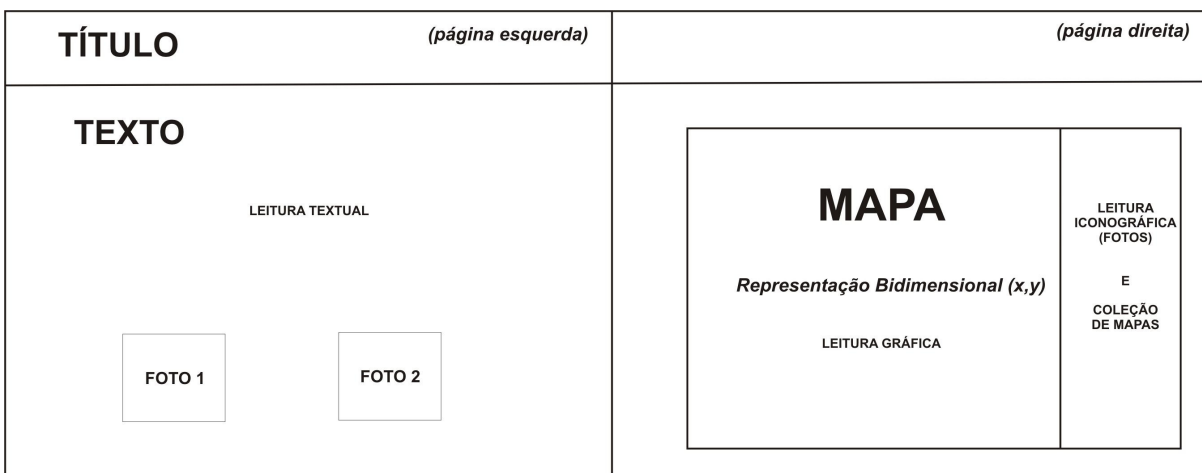 TÍTULO
(página esquerda)
(página direita)
TEXTO
LEITURA TEXTUAL
FOTO 1
FOTO 2
MAPA
Representação Bidimensional (x,y)
LEITURA GRÁFICA
LEITURA
ICONOGRÁFICA
(FOTOS)
E
COLEÇÃO
DE MAPAS